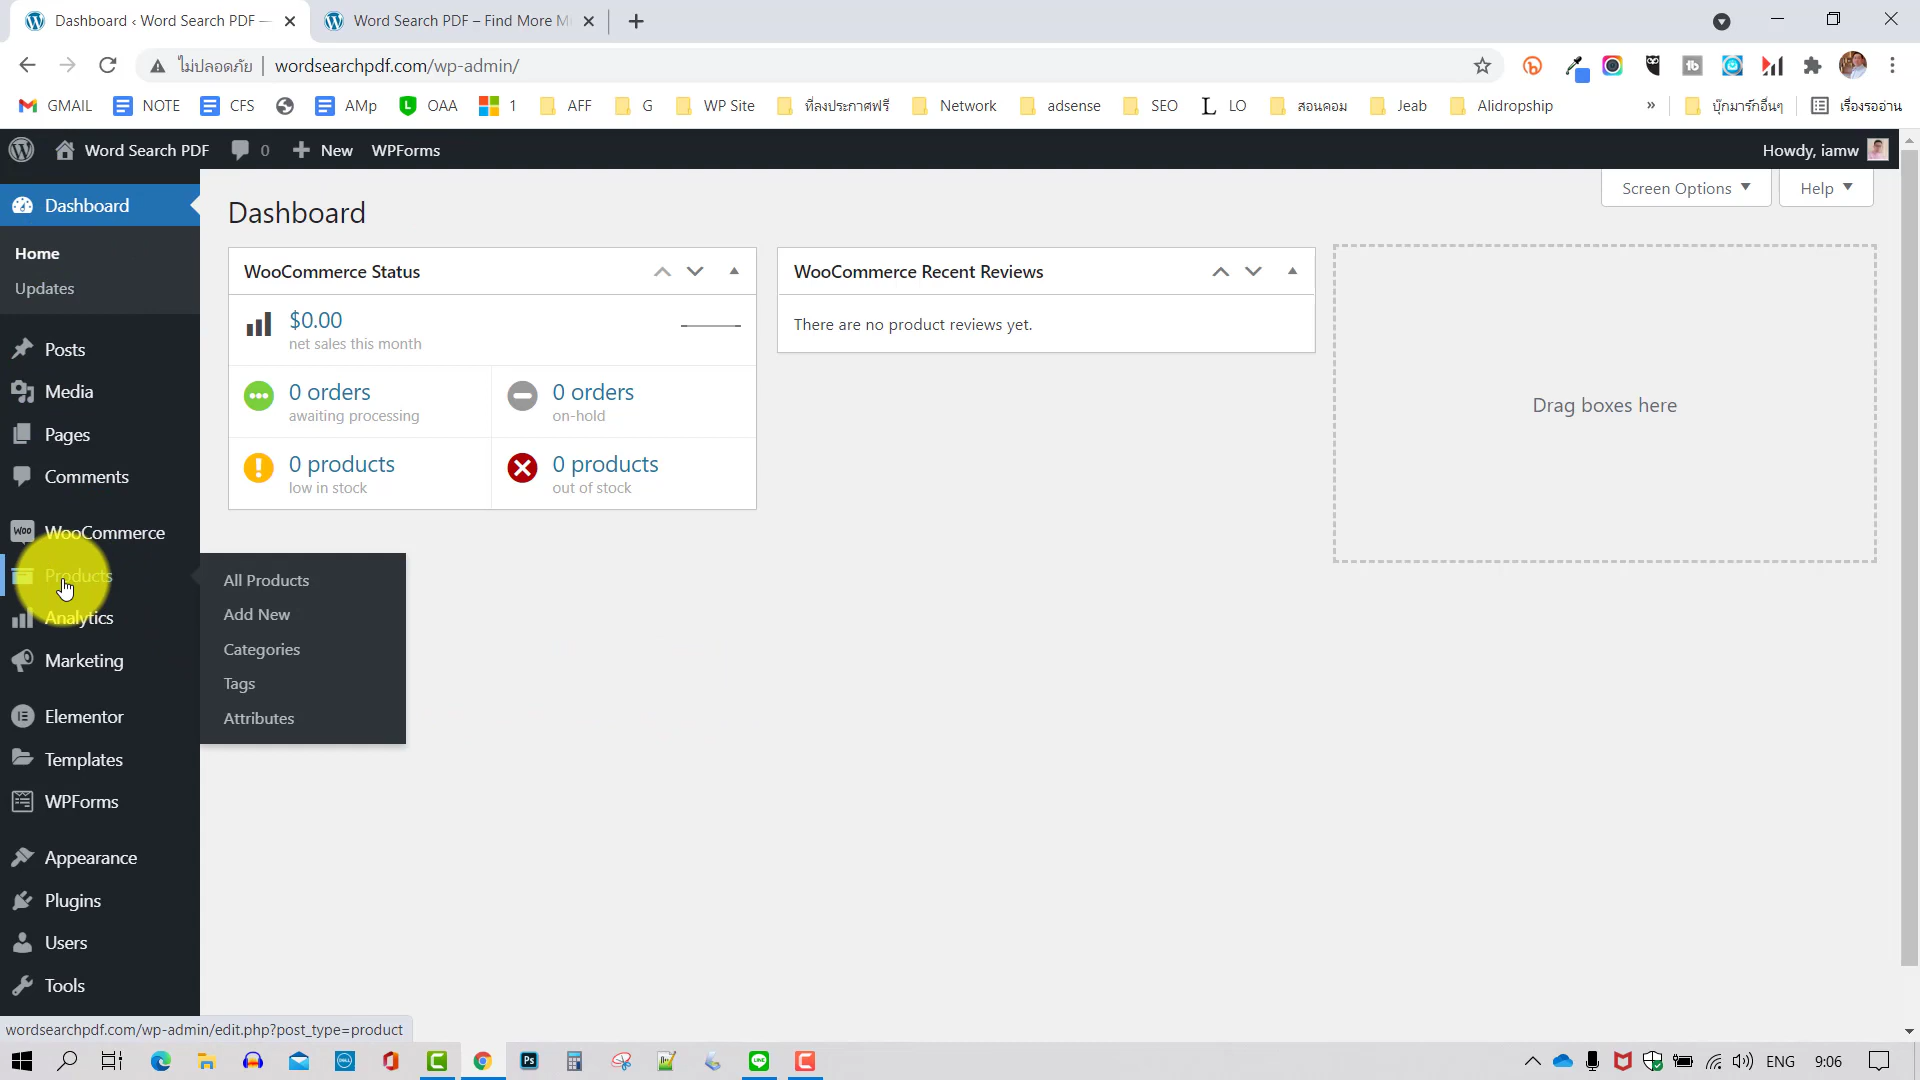 Dashboard ‹ Word Search PDF —
Word Search PDF – Find More M
ไม่ปลอดภัย
wordsearchpdf.com/wp-admin/
GMAIL NOTE CFS AMp OAA 1 AFF G WP Site ที่ลงประกาศฟรี Network adsense SEO LO สอนคอม Jeab Alidropship » บุ๊กมาร์กอื่นๆ เรื่องรออ่าน
Word Search PDF 0 New WPForms Howdy, iamw
Screen Options Help
Dashboard
Home
Updates
Posts
Media
Pages
Comments
Woo WooCommerce
Products
Analytics
Marketing
Elementor
Templates
WPForms
Appearance
Plugins
Users
Tools
All Products
Add New
Categories
Tags
Attributes
Dashboard
WooCommerce Status
$0.00
net sales this month
0 orders
awaiting processing
0 orders
on-hold
0 products
low in stock
0 products
out of stock
WooCommerce Recent Reviews
There are no product reviews yet.
Drag boxes here
wordsearchpdf.com/wp-admin/edit.php?post_type=product
ENG 9:06